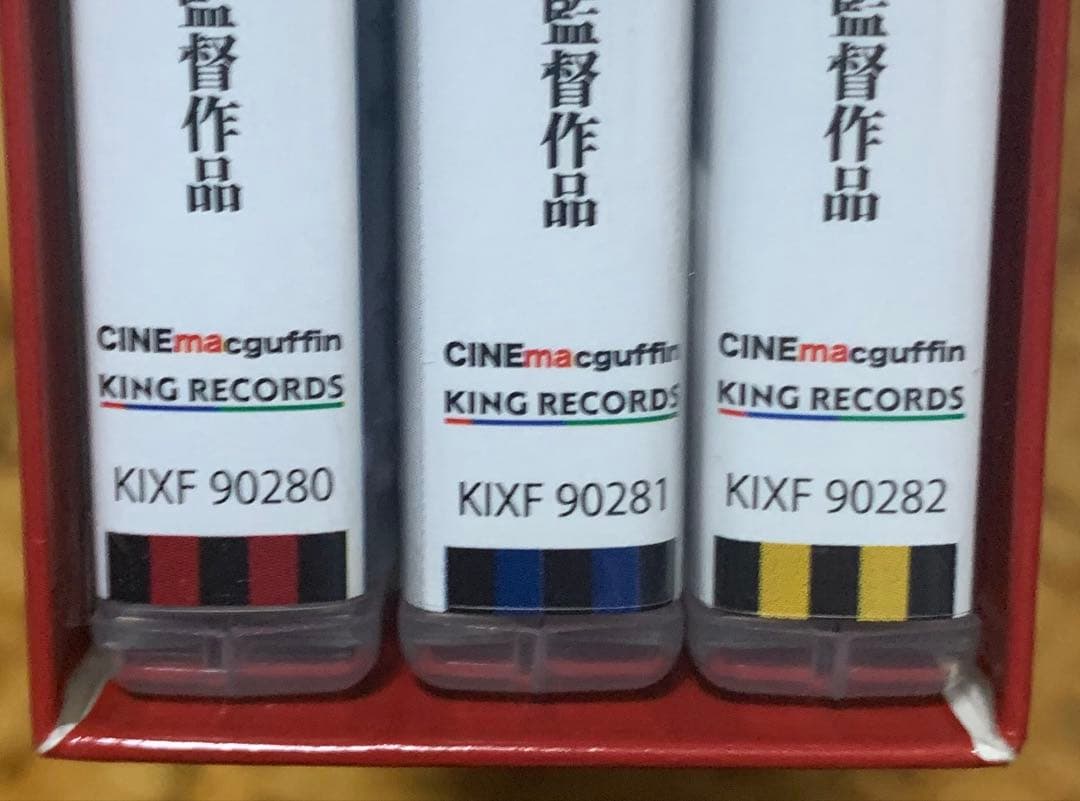 監督作品
CINEmacguffin
KING RECORDS
KIXF 90280
監督作品
CINEmacguffin
KING RECORDS
KIXF 90281
監督作品
CINEmacguffin
KING RECORDS
KIXF 90282